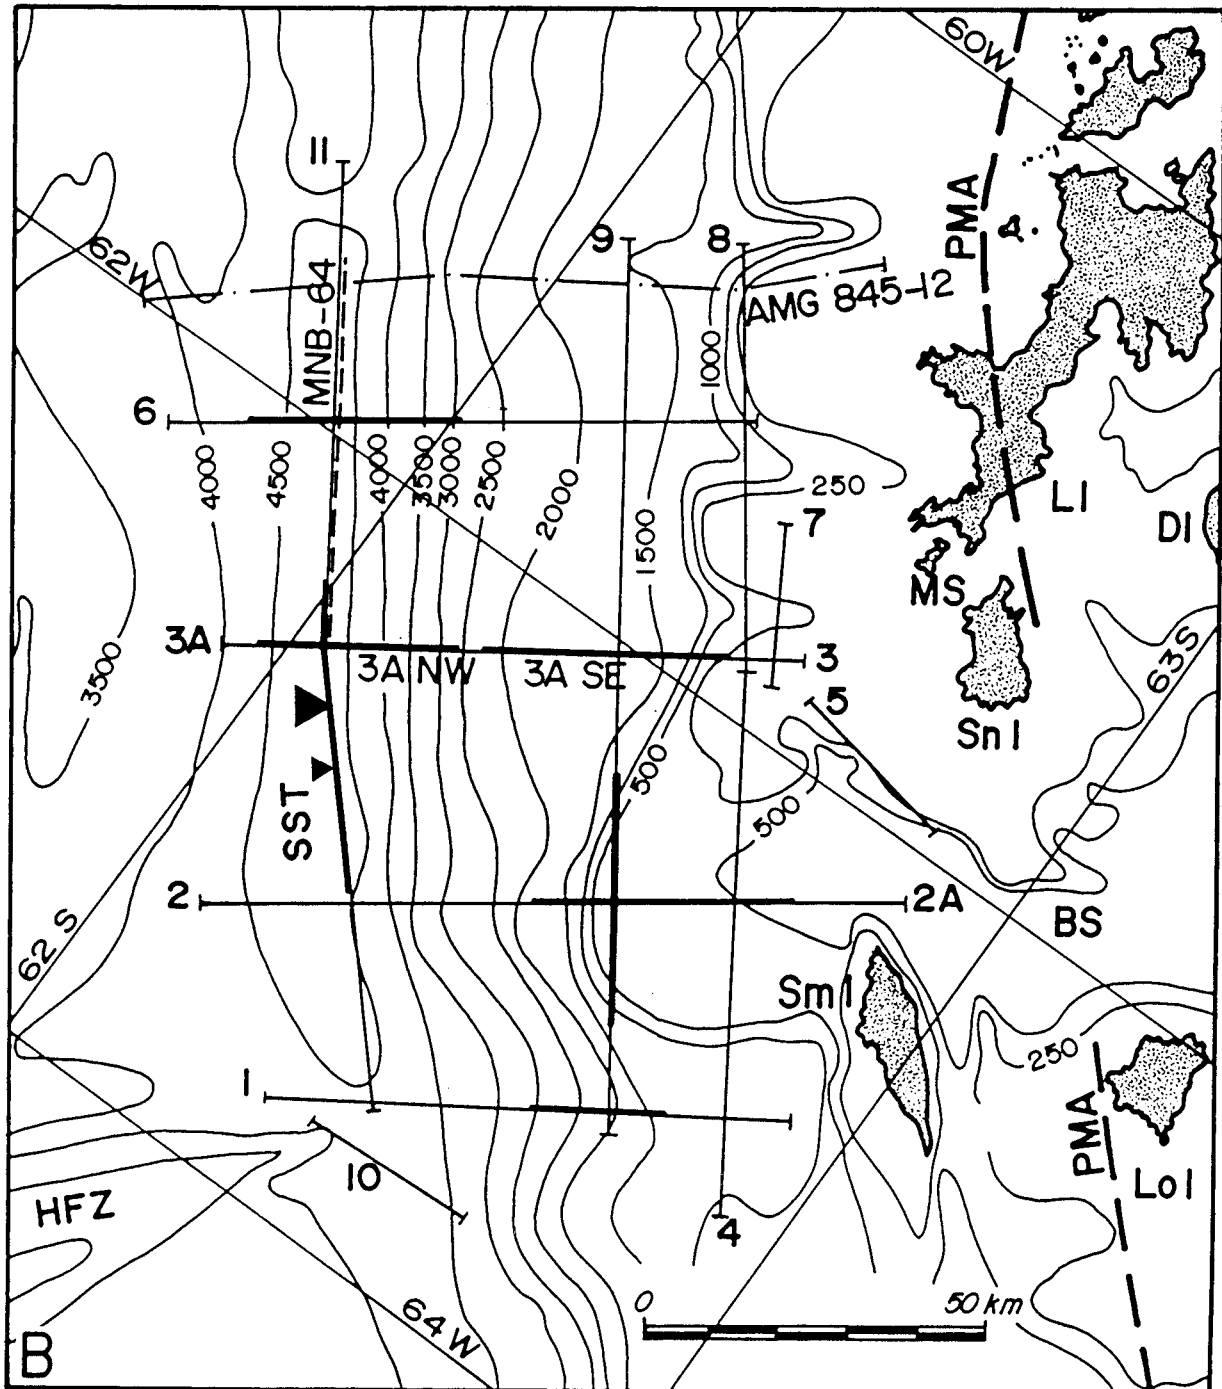 60W
11
PMA
9
8
62W
MNB-64
AMG 845-12
1000
6
4000
4500
4000
3500
3000
2500
2000
1500
250
7
LI
DI
MS
3A
3A NW
3A SE
3
3500
63S
5
SnI
500
500
SST
2
2A
BS
62 S
SmI
250
1
PMA
LoI
10
HFZ
4
0
50 km
64W
B